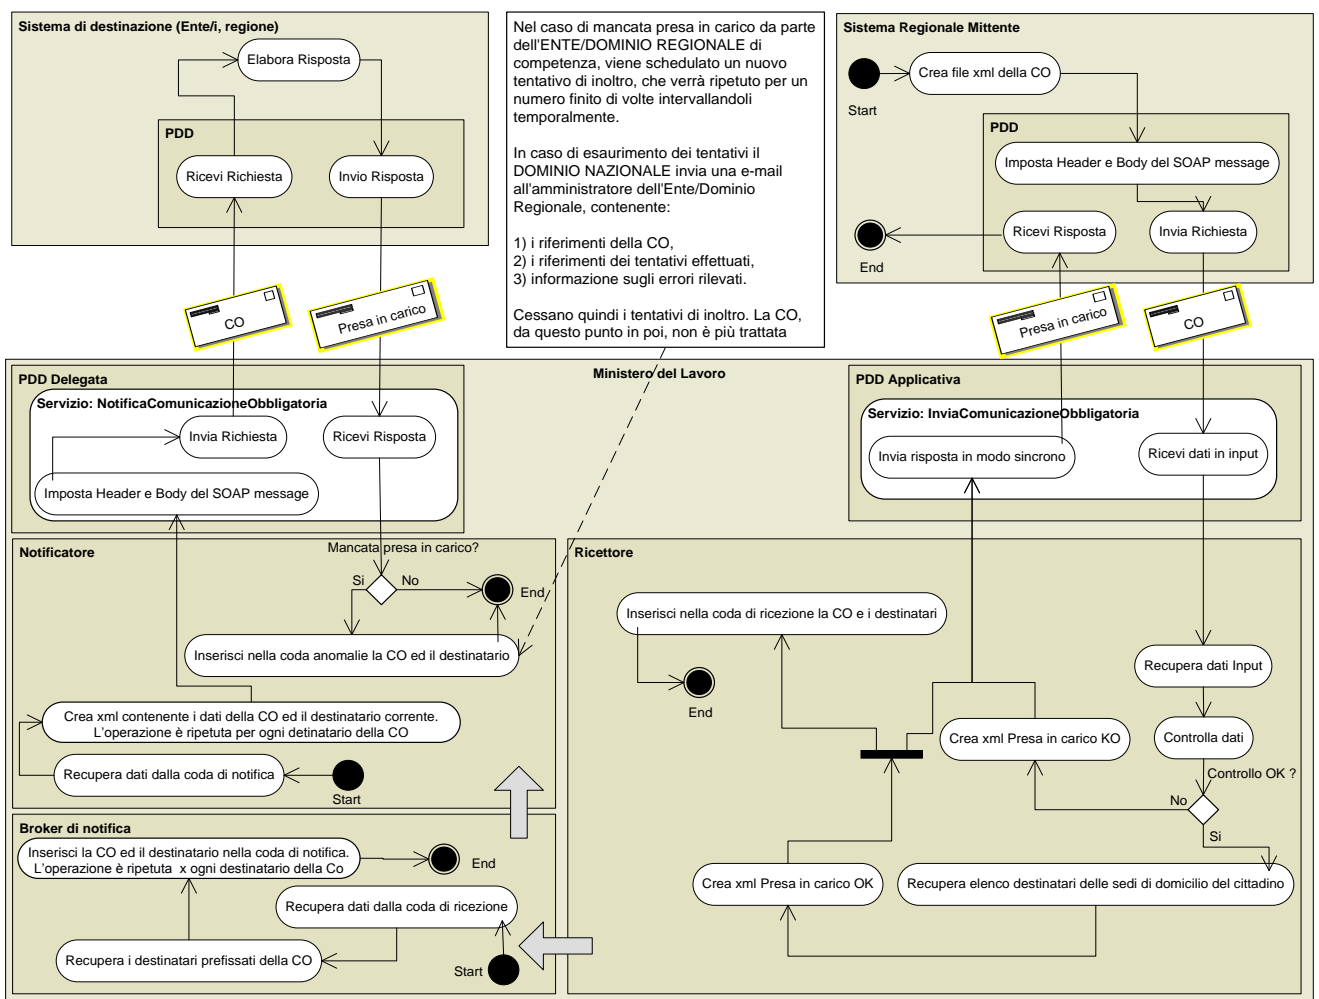 Sistema di destinazione (Ente/i, regione)
Elabora Risposta
PDD
Ricevi Richiesta
Invio Risposta
CO
Presa in carico
Nel caso di mancata presa in carico da parte
dell'ENTE/DOMINIO REGIONALE di
competenza, viene schedulato un nuovo
tentativo di inoltro, che verrà ripetuto per un
numero finito di volte intervallandoli
temporalmente.
In caso di esaurimento dei tentativi il
DOMINIO NAZIONALE invia una e-mail
all'amministratore dell'Ente/Dominio
Regionale, contenente:
1) i riferimenti della CO,
2) i riferimenti dei tentativi effettuati,
3) informazione sugli errori rilevati.
Cessano quindi i tentativi di inoltro. La CO,
da questo punto in poi, non è più trattata
Sistema Regionale Mittente
Start
Crea file xml della CO
PDD
Imposta Header e Body del SOAP message
Ricevi Risposta
Invia Richiesta
End
Presa in carico
CO
Ministero del Lavoro
PDD Delegata
Servizio: NotificaComunicazioneObbligatoria
Invia Richiesta
Ricevi Risposta
Imposta Header e Body del SOAP message
PDD Applicativa
Servizio: InviaComunicazioneObbligatoria
Invia risposta in modo sincrono
Ricevi dati in input
Notificatore
Mancata presa in carico?
Si
No
End
Inserisci nella coda anomalie la CO ed il destinatario
Crea xml contenente i dati della CO ed il destinatario corrente.
L'operazione è ripetuta per ogni detinatario della CO
Recupera dati dalla coda di notifica
Start
Broker di notifica
Inserisci la CO ed il destinatario nella coda di notifica.
L'operazione è ripetuta x ogni destinatario della Co
End
Recupera dati dalla coda di ricezione
Recupera i destinatari prefissati della CO
Start
Ricettore
Inserisci nella coda di ricezione la CO e i destinatari
End
Recupera dati Input
Crea xml Presa in carico KO
Controlla dati
Controllo OK ?
No
Si
Crea xml Presa in carico OK
Recupera elenco destinatari delle sedi di domicilio del cittadino